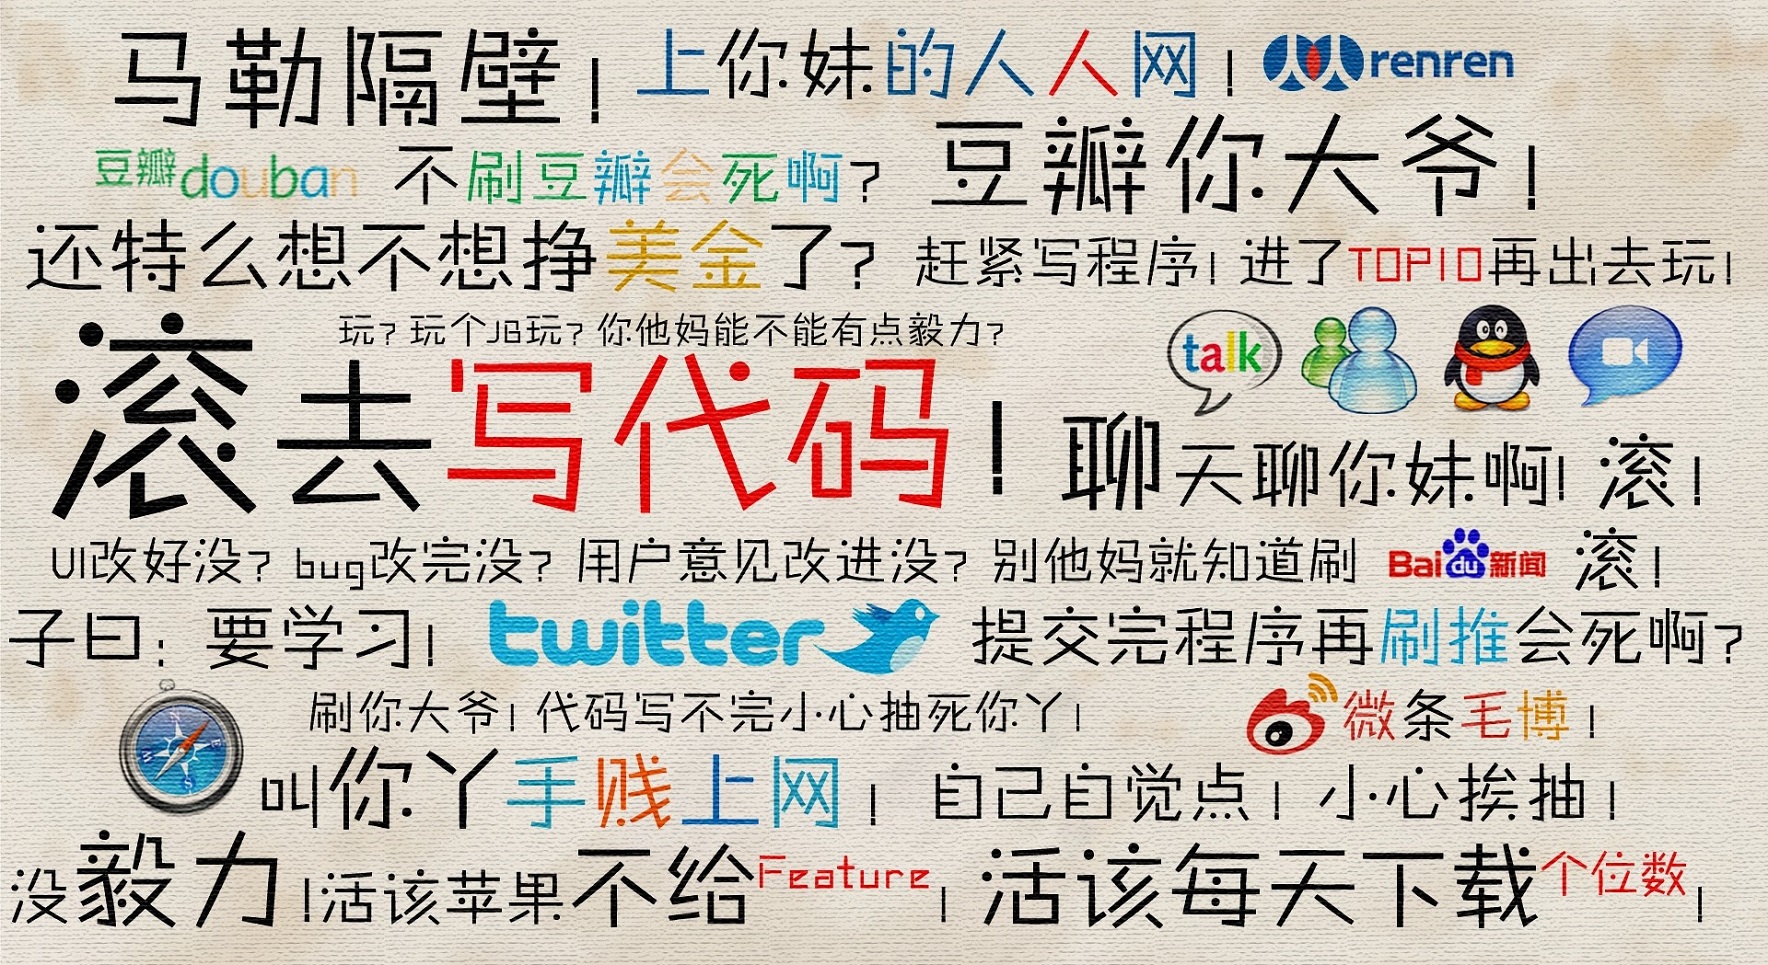 马勒隔壁！上你妹的人人网！renren
豆瓣douban 不刷豆瓣会死啊？豆瓣你大爷！
还特么想不想挣美金了？赶紧写程序！进了TOP10再出去玩！
玩？玩个JB玩？你他妈能不能有点毅力？
talk
滚去写代码！聊天聊你妹啊！滚！
UI改好没？bug改完没？用户意见改进没？别他妈就知道刷 Baidu新闻 滚！
子曰：要学习！twitter 提交完程序再刷推会死啊？
刷你大爷！代码写不完小心抽死你丫！微条毛博！
叫你丫手贱上网！自己自觉点！小心挨抽！
没毅力！活该苹果不给Feature！活该每天下载个位数！